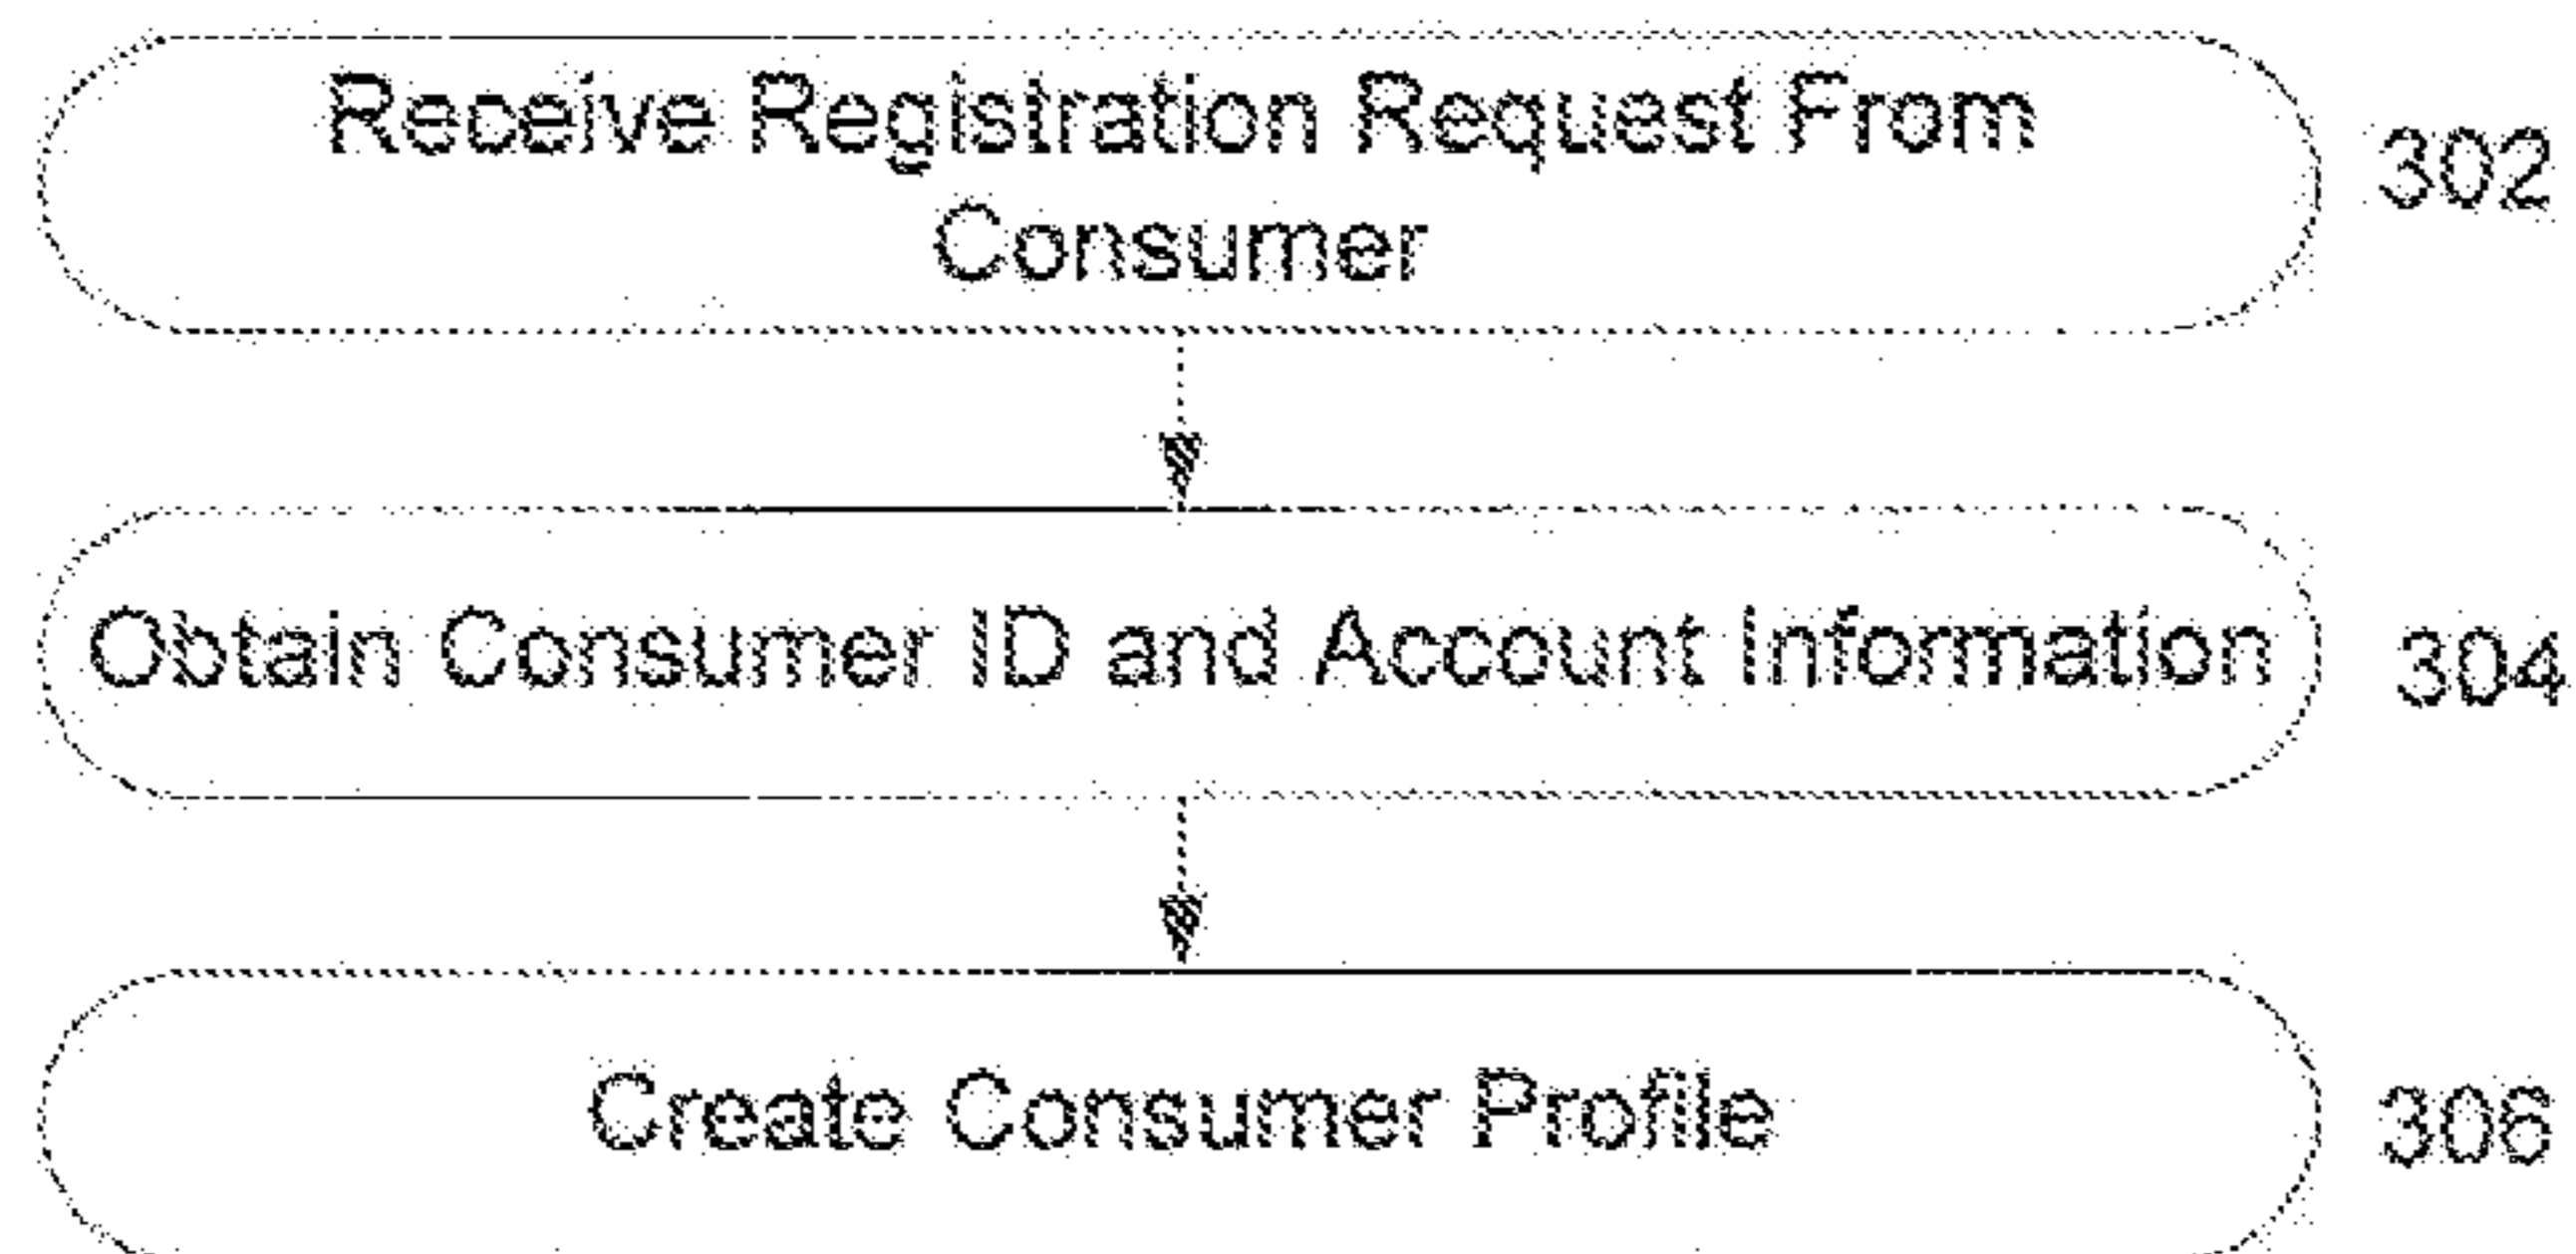 Receive Registration Request From
Consumer
302
Obtain Consumer ID and Account Information
304
Create Consumer Profile
306